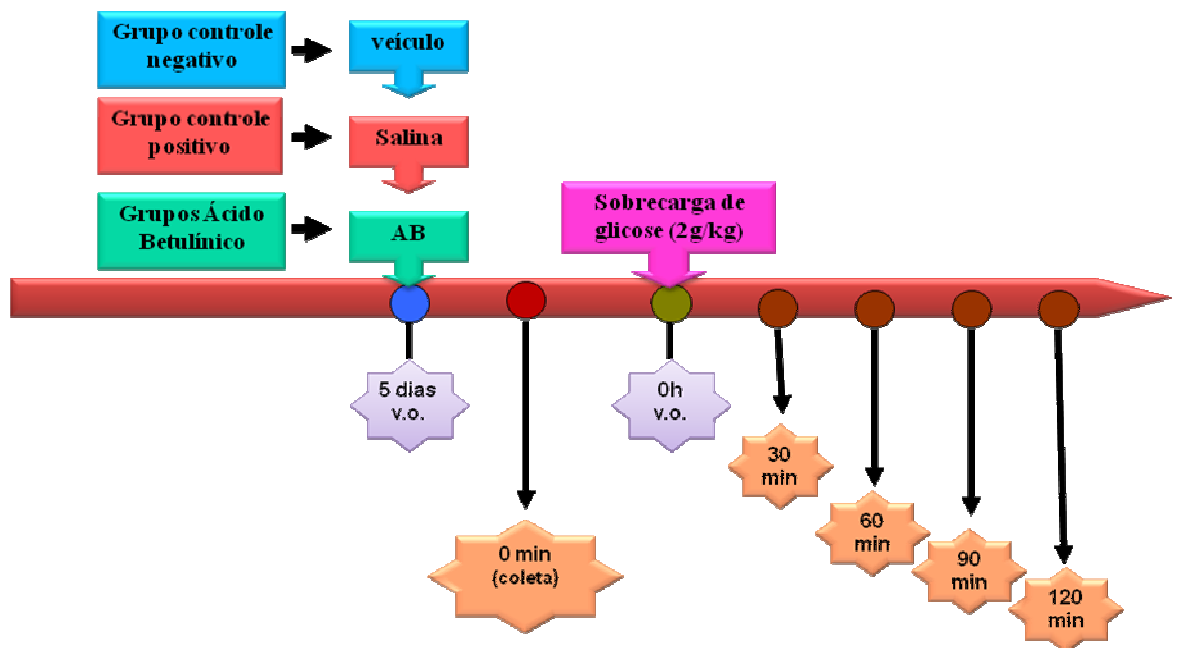 Grupo controle
negativo
veículo
Grupo controle
positivo
Salina
Grupos Ácido
Betulínico
AB
Sobrecarga de
glicose (2g/kg)
5 dias
v.o.
0h
v.o.
0 min
(coleta)
30
min
60
min
90
min
120
min